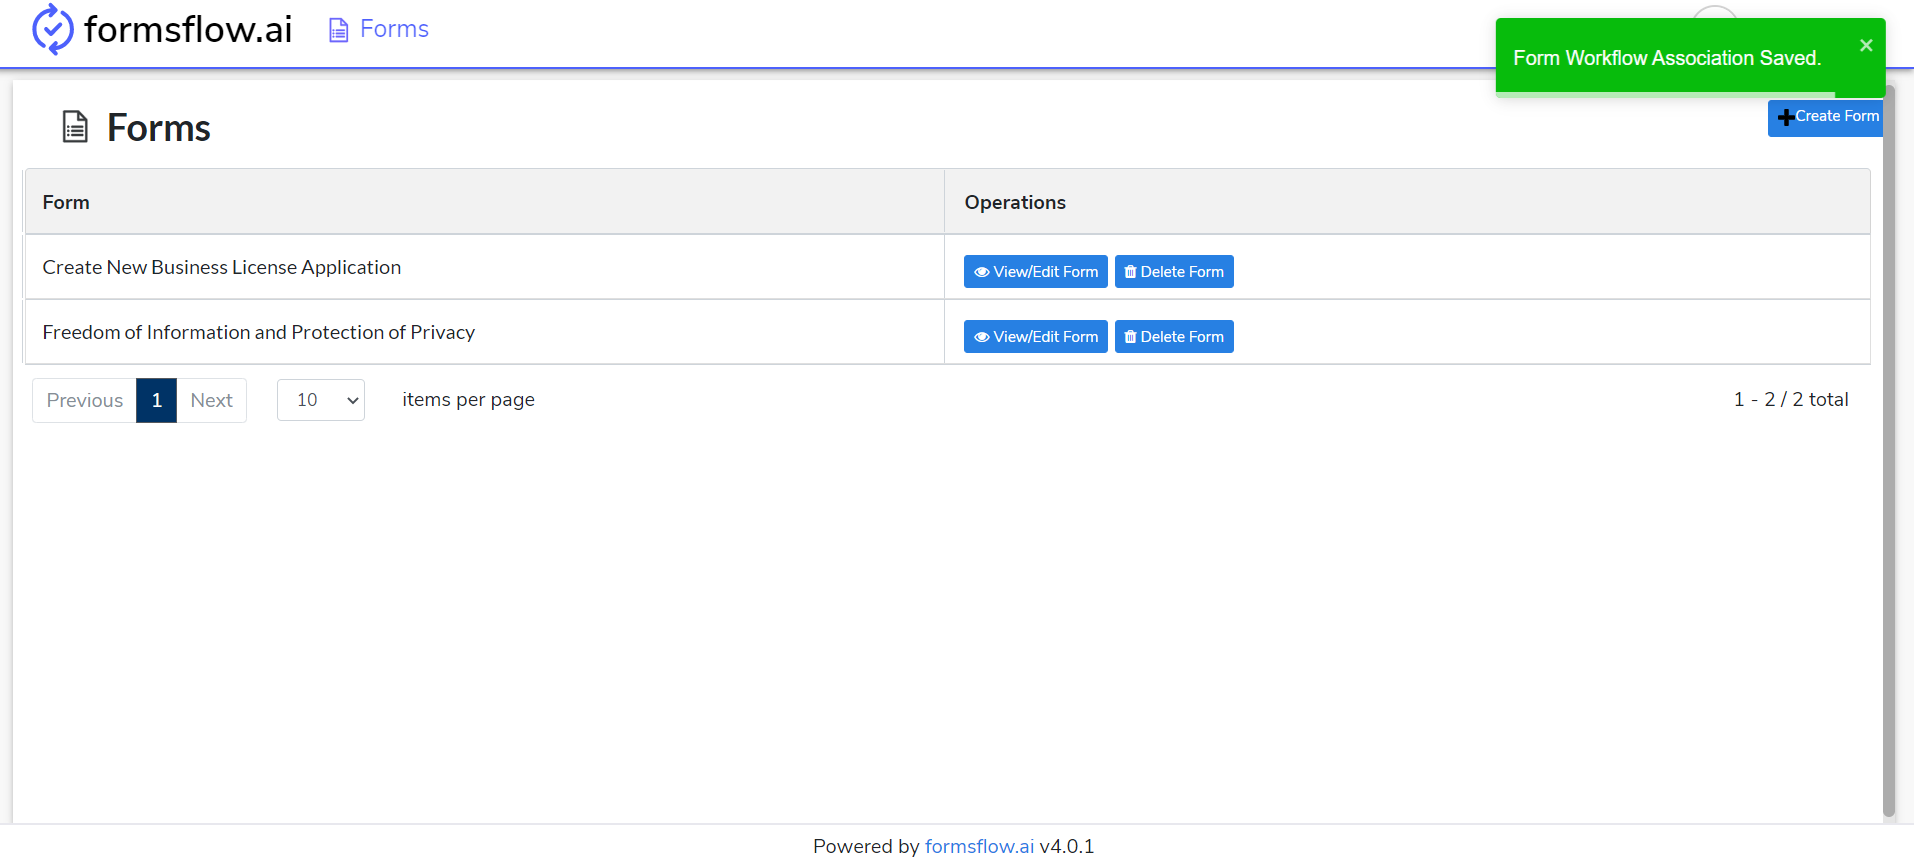 formsflow.ai
Forms
Form Workflow Association Saved.
×
Forms
Create Form
Form Operations
Create New Business License Application View/Edit Form Delete Form
Freedom of Information and Protection of Privacy View/Edit Form Delete Form
Previous 1 Next 10 items per page 1 - 2 / 2 total
Powered by formsflow.ai v4.0.1